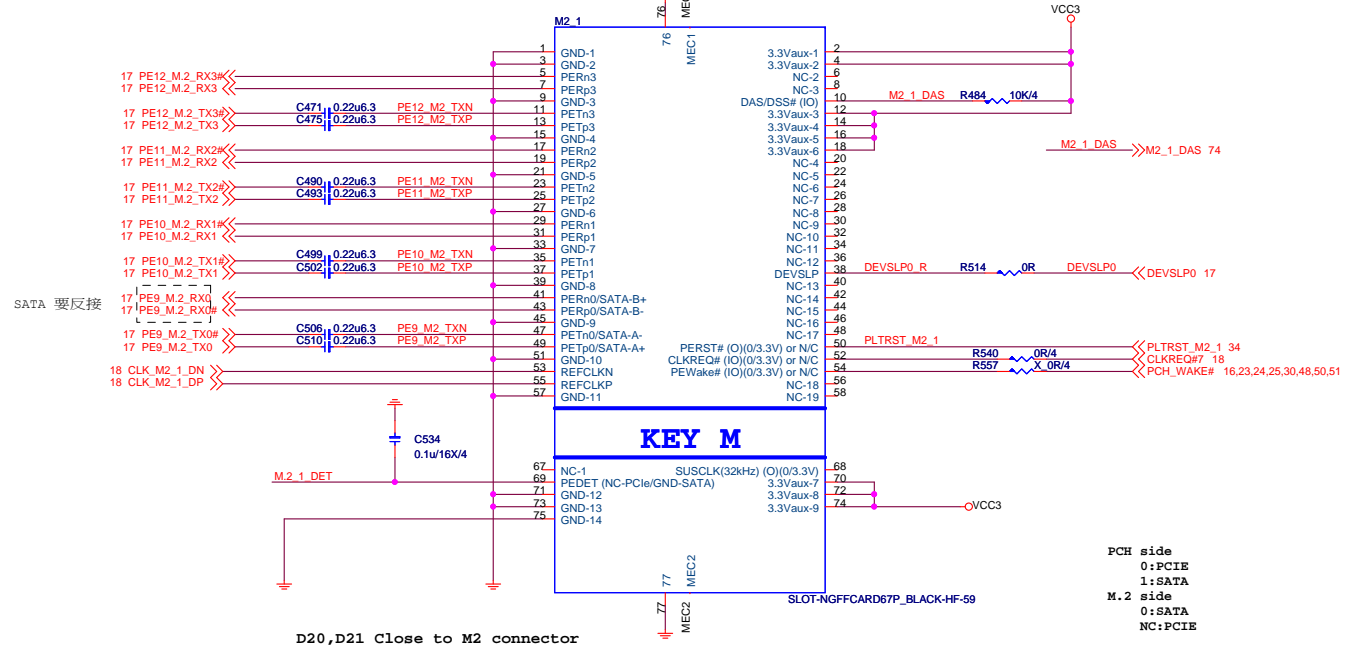 76
MEC1
VCC3
M2_1
76
MEC1
1 GND-1 3.3Vaux-1 2
3 GND-2 3.3Vaux-2 4
17 PE12_M.2_RX3# 5 PERn3 NC-2 6
17 PE12_M.2_RX3 7 PERp3 NC-3 8
9 GND-3 DAS/DSS# (IO) 10 M2_1_DAS R484 10K/4
17 PE12_M.2_TX3# C471 0.22u6.3 PE12_M2_TXN 11 PETn3 3.3Vaux-3 12
17 PE12_M.2_TX3 C475 0.22u6.3 PE12_M2_TXP 13 PETp3 3.3Vaux-4 14
15 GND-4 3.3Vaux-5 16
17 PE11_M.2_RX2# 17 PERn2 3.3Vaux-6 18 M2_1_DAS M2_1_DAS 74
17 PE11_M.2_RX2 19 PERp2 NC-4 20
21 GND-5 NC-5 22
17 PE11_M.2_TX2# C490 0.22u6.3 PE11_M2_TXN 23 PETn2 NC-6 24
17 PE11_M.2_TX2 C493 0.22u6.3 PE11_M2_TXP 25 PETp2 NC-7 26
27 GND-6 NC-8 28
17 PE10_M.2_RX1# 29 PERn1 NC-9 30
17 PE10_M.2_RX1 31 PERp1 NC-10 32
33 GND-7 NC-11 34
17 PE10_M.2_TX1# C499 0.22u6.3 PE10_M2_TXN 35 PETn1 NC-12 36
17 PE10_M.2_TX1 C502 0.22u6.3 PE10_M2_TXP 37 PETp1 DEVSLP 38 DEVSLP0_R R514 0R DEVSLP0 DEVSLP0 17
39 GND-8 NC-13 40
SATA 要反接 17 PE9_M.2_RX0 41 PERn0/SATA-B+ NC-14 42
17 PE9_M.2_RX0# 43 PERp0/SATA-B- NC-15 44
45 GND-9 NC-16 46
17 PE9_M.2_TX0# C506 0.22u6.3 PE9_M2_TXN 47 PETn0/SATA-A- NC-17 48
17 PE9_M.2_TX0 C510 0.22u6.3 PE9_M2_TXP 49 PETp0/SATA-A+ PERST# (O)(0/3.3V) or N/C 50 PLTRST_M2_1 PLTRST_M2_1 34
51 GND-10 CLKREQ# (IO)(0/3.3V) or N/C 52 R540 0R/4 CLKREQ#7 18
18 CLK_M2_1_DN 53 REFCLKN PEWake# (IO)(0/3.3V) or N/C 54 R557 X_0R/4 PCH_WAKE# 16,23,24,25,30,48,50,51
18 CLK_M2_1_DP 55 REFCLKP NC-18 56
57 GND-11 NC-19 58
KEY M
C534
0.1u/16X/4
67 NC-1 SUSCLK(32kHz) (O)(0/3.3V) 68
M.2_1_DET 69 PEDET (NC-PCIe/GND-SATA) 3.3Vaux-7 70
71 GND-12 3.3Vaux-8 72
73 GND-13 3.3Vaux-9 74 VCC3
75 GND-14
77
MEC2
77
MEC2
SLOT-NGFFCARD67P_BLACK-HF-59
PCH side
0:PCIE
1:SATA
M.2 side
0:SATA
NC:PCIE
D20,D21 Close to M2 connector